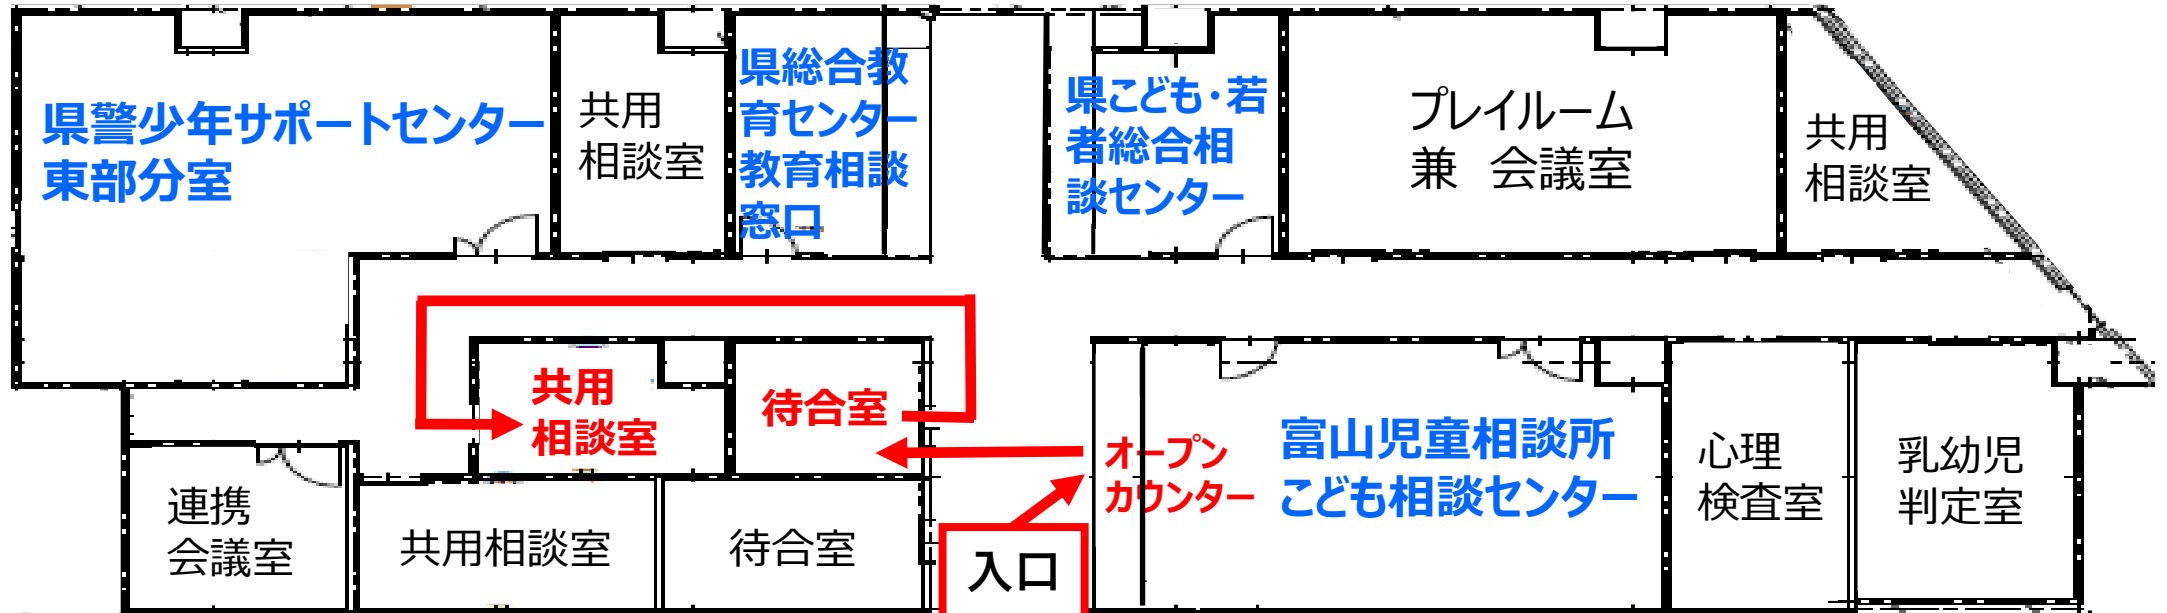 県警少年サポートセンター
東部分室
共用
相談室
県総合教
育センター
教育相談
窓口
県こども・若
者総合相
談センター
プレイルーム
兼 会議室
共用
相談室
共用
相談室
待合室
オープン
カウンター
富山児童相談所
こども相談センター
心理
検査室
乳幼児
判定室
連携
会議室
共用相談室
待合室
入口